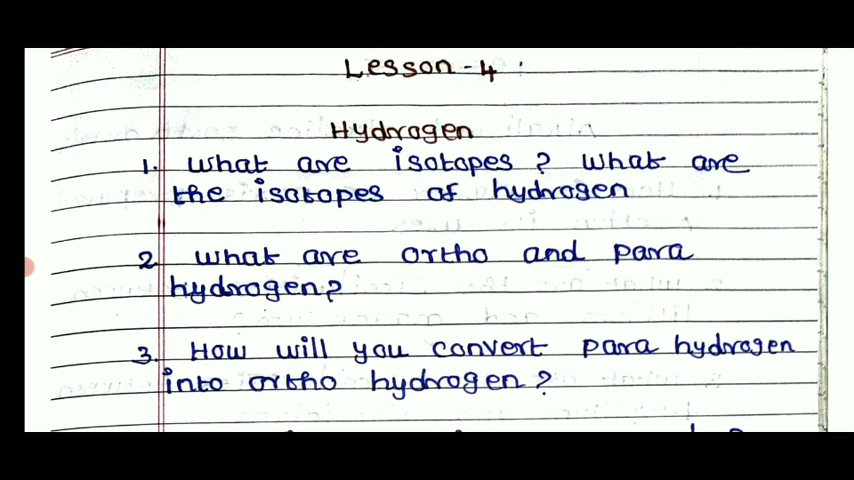 Lesson - 4 :
Hydrogen
1. What are isotopes ? What are
the isotopes of hydrogen
2 What are ortho and para
hydrogen?
3. How will you convert para hydrogen
into ortho hydrogen ?